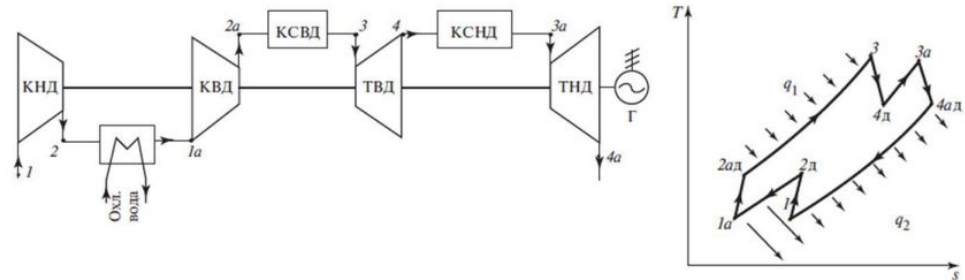 2а КСВД 3 4 КСНД 3а
КНД КВД ТВД ТНД
Г
1 2 1а 4а
Охл.
вода
T
3 3а
q1
4д 4ад
2ад 2д
1а 1
q2
s